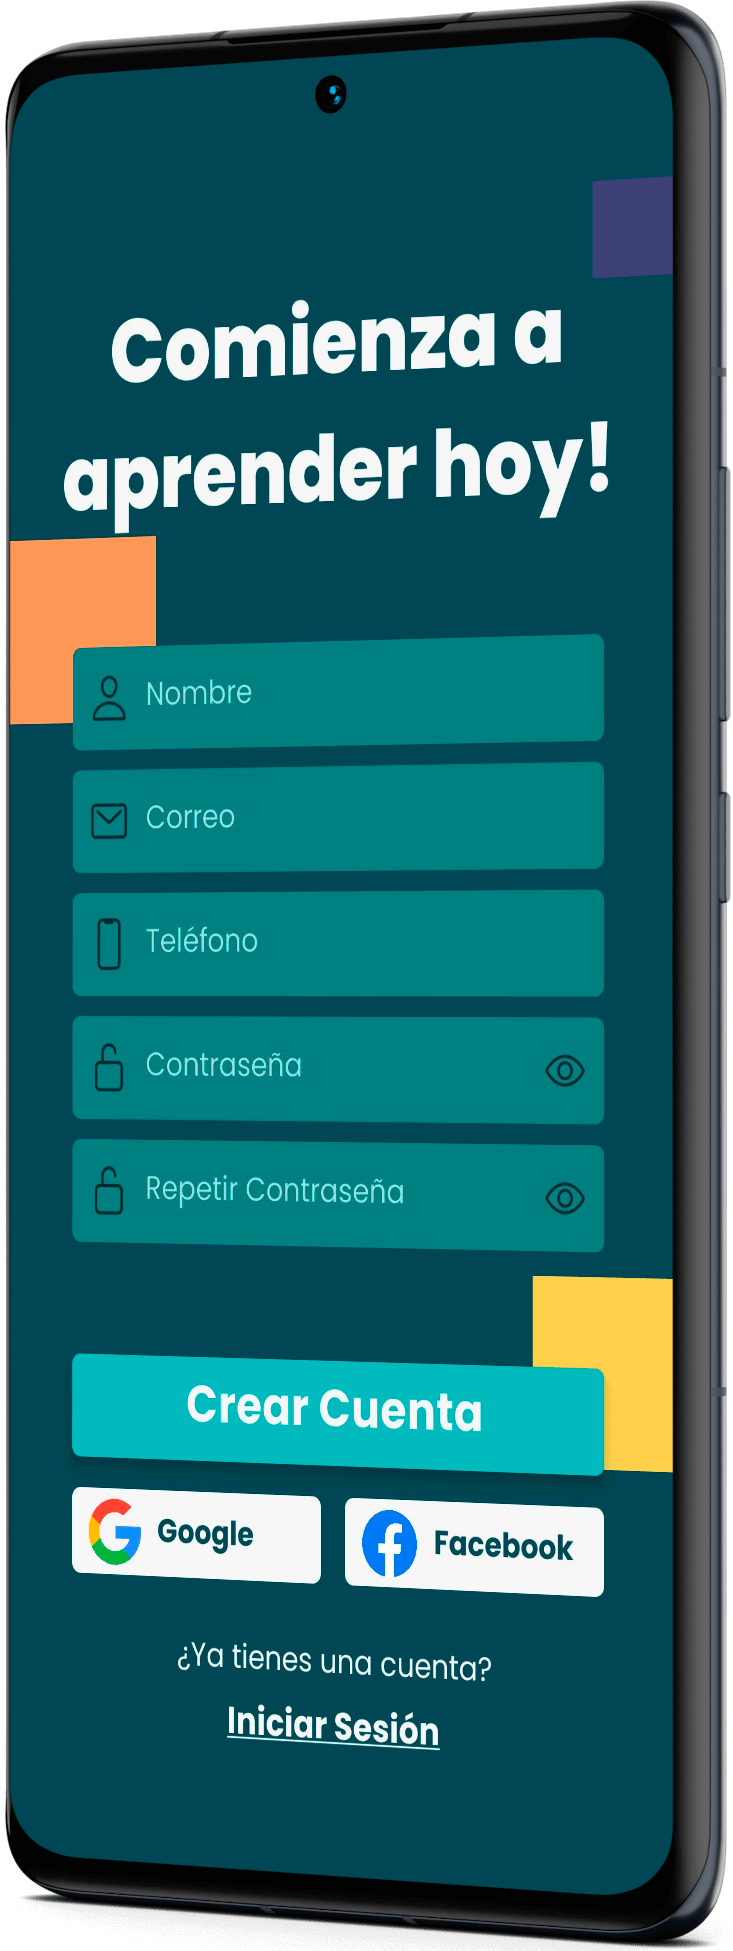 Comienza a
aprender hoy!
Nombre
Correo
Teléfono
Contraseña
Repetir Contraseña
Crear Cuenta
Google
Facebook
¿Ya tienes una cuenta?
Iniciar Sesión